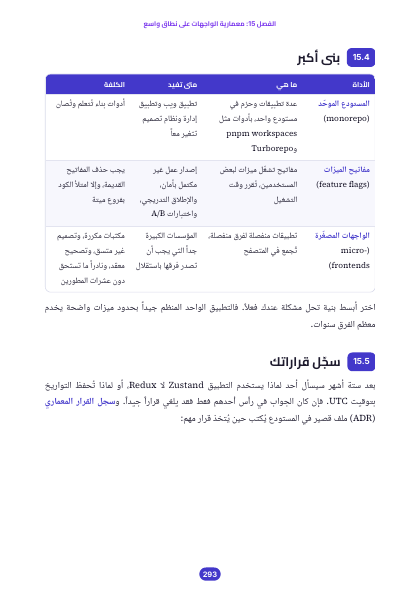 الفصل 15: معمارية الواجهات على نطاق واسع
15.4 بنى أكبر
الأداة ما هي متى تفيد الكلفة
المستودع الموحّد عدة تطبيقات وحزم في تطبيق ويب وتطبيق أدوات بناء تُتعلم وتُصان
(monorepo) مستودع واحد، بأدوات مثل إدارة ونظام تصميم
pnpm workspaces تتغير معاً
وTurborepo
مفاتيح الميزات مفاتيح تشغّل ميزات لبعض إصدار عمل غير يجب حذف المفاتيح
(feature flags) المستخدمين، تُقرر وقت مكتمل بأمان، القديمة، وإلا امتلأ الكود
التشغيل والإطلاق التدريجي، بفروع ميتة
واختبارات A/B
الواجهات المصغّرة تطبيقات منفصلة لفرق منفصلة، المؤسسات الكبيرة مكتبات مكررة، وتصميم
(micro- تُجمع في المتصفح جداً التي يجب أن غير متسق، وتصحيح
frontends) تصدر فرقها باستقلال معقد، ونادراً ما تستحق
دون عشرات المطورين
اختر أبسط بنية تحل مشكلة عندك فعلاً. فالتطبيق الواحد المنظم جيداً بحدود ميزات واضحة يخدم
معظم الفرق سنوات.
15.5 سجّل قراراتك
بعد ستة أشهر سيسأل أحد لماذا يستخدم التطبيق Zustand لا Redux، أو لماذا تُحفظ التواريخ
بتوقيت UTC. فإن كان الجواب في رأس أحدهم فقط فقد يلغي قراراً جيداً. وسجل القرار المعماري
(ADR) ملف قصير في المستودع يُكتب حين يُتخذ قرار مهم:
293